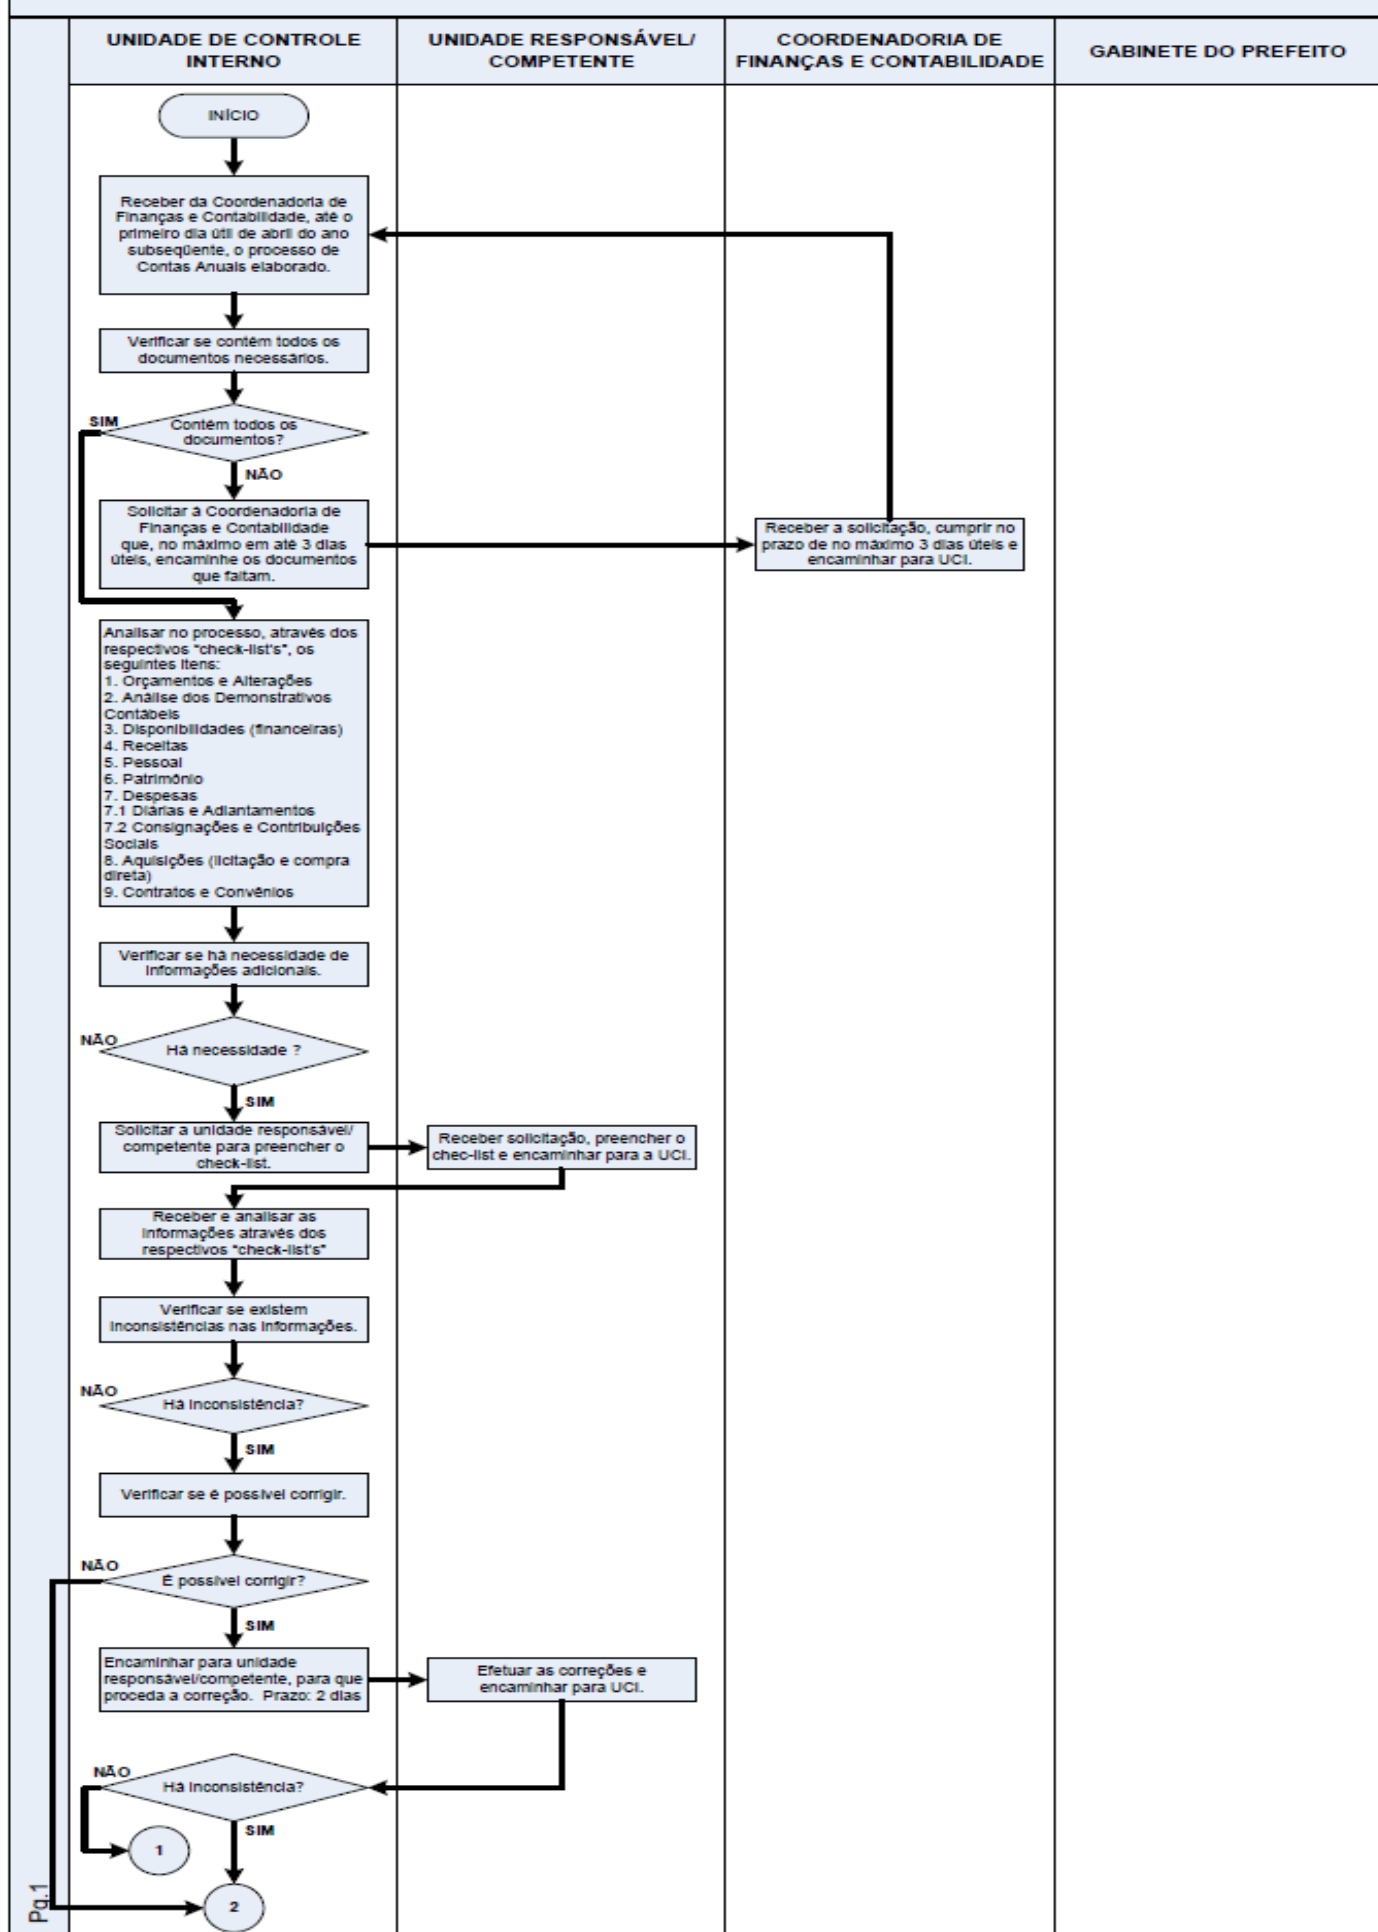 UNIDADE DE CONTROLE
INTERNO
UNIDADE RESPONSÁVEL/
COMPETENTE
COORDENADORIA DE
FINANÇAS E CONTABILIDADE
GABINETE DO PREFEITO
INÍCIO
Receber da Coordenadoria de
Finanças e Contabilidade, até o
primeiro dia útil de abril do ano
subseqüente, o processo de
Contas Anuais elaborado.
Verificar se contém todos os
documentos necessários.
SIM
Contém todos os
documentos?
NÃO
Solicitar à Coordenadoria de
Finanças e Contabilidade
que, no máximo em até 3 dias
úteis, encaminhe os documentos
que faltam.
Receber a solicitação, cumprir no
prazo de no máximo 3 dias úteis e
encaminhar para UCI.
Analisar no processo, através dos
respectivos "check-list's", os
seguintes itens:
1. Orçamentos e Alterações
2. Análise dos Demonstrativos
Contábeis
3. Disponibilidades (financeiras)
4. Receitas
5. Pessoal
6. Patrimônio
7. Despesas
7.1 Diárias e Adiantamentos
7.2 Consignações e Contribuições
Sociais
8. Aquisições (licitação e compra
direta)
9. Contratos e Convênios
Verificar se há necessidade de
informações adicionais.
NÃO
Há necessidade ?
SIM
Solicitar a unidade responsável/
competente para preencher o
check-list.
Receber solicitação, preencher o
chec-list e encaminhar para a UCI.
Receber e analisar as
informações através dos
respectivos "check-list's"
Verificar se existem
inconsistências nas informações.
NÃO
Há inconsistência?
SIM
Verificar se é possível corrigir.
NÃO
É possível corrigir?
SIM
Encaminhar para unidade
responsável/competente, para que
proceda a correção. Prazo: 2 dias
Efetuar as correções e
encaminhar para UCI.
NÃO
Há inconsistência?
SIM
1
2
Pg.1